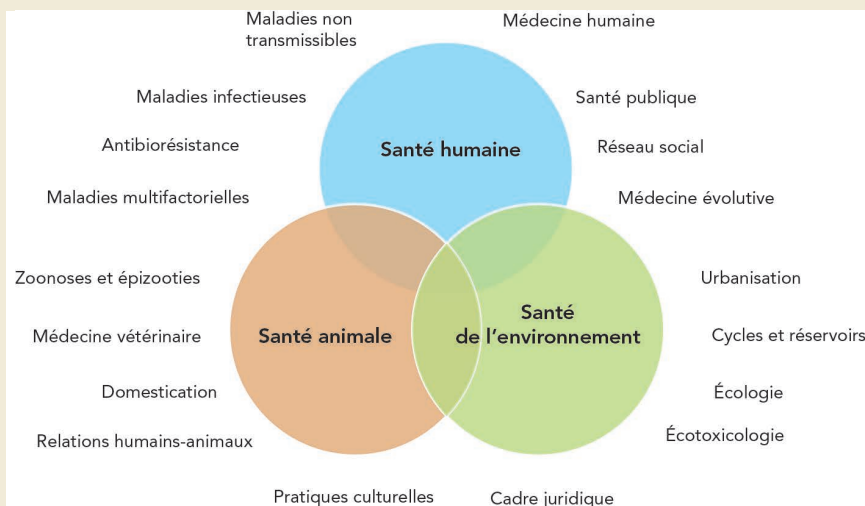 Maladies non
transmissibles
Médecine humaine
Maladies infectieuses
Santé publique
Antibiorésistance
Santé humaine
Réseau social
Maladies multifactorielles
Médecine évolutive
Zoonoses et épizooties
Urbanisation
Médecine vétérinaire
Santé animale
Santé
de l'environnement
Cycles et réservoirs
Domestication
Écologie
Relations humains-animaux
Écotoxicologie
Pratiques culturelles
Cadre juridique